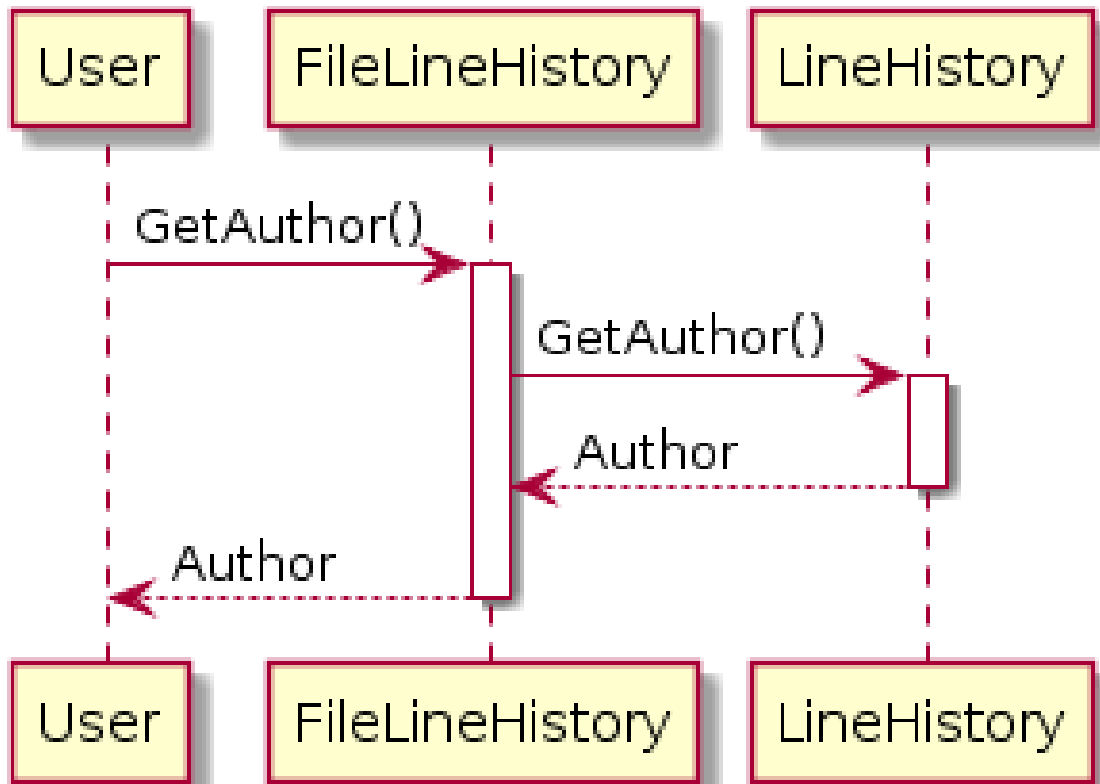 User
FileLineHistory
LineHistory
GetAuthor()
GetAuthor()
Author
Author
User
FileLineHistory
LineHistory